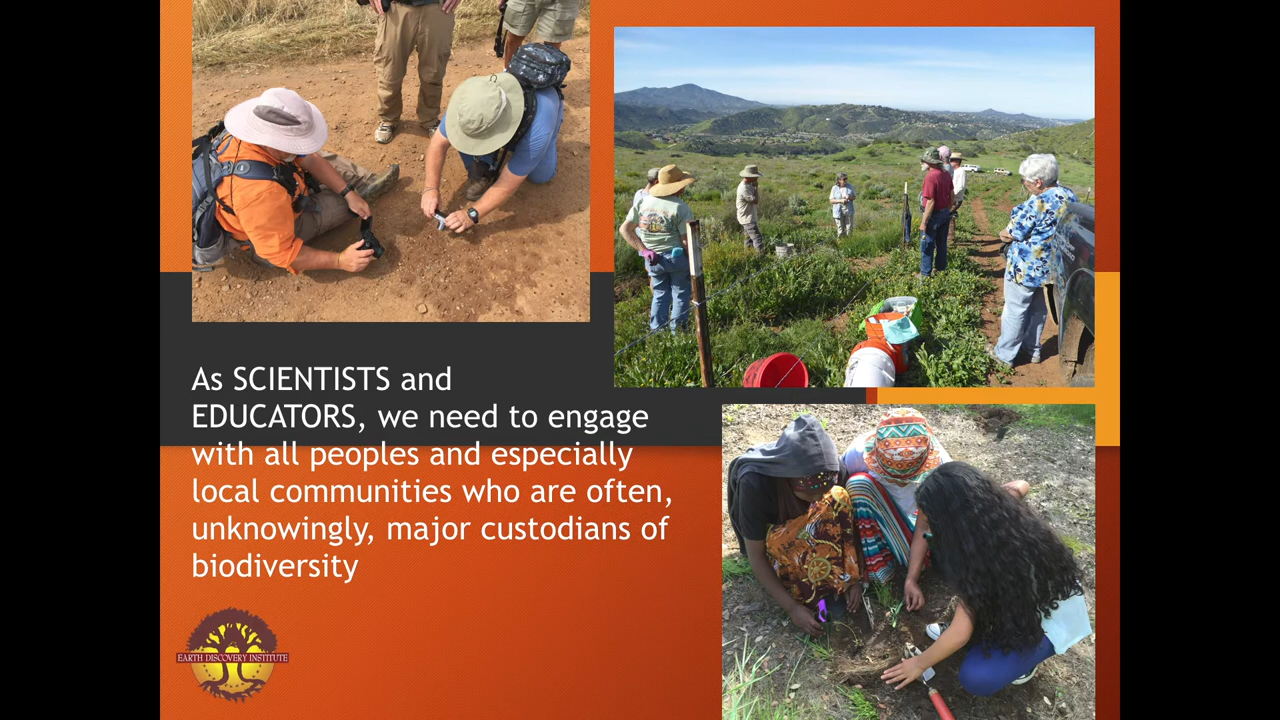 As SCIENTISTS and
EDUCATORS, we need to engage
with all peoples and especially
local communities who are often,
unknowingly, major custodians of
biodiversity
EARTH DISCOVERY INSTITUTE